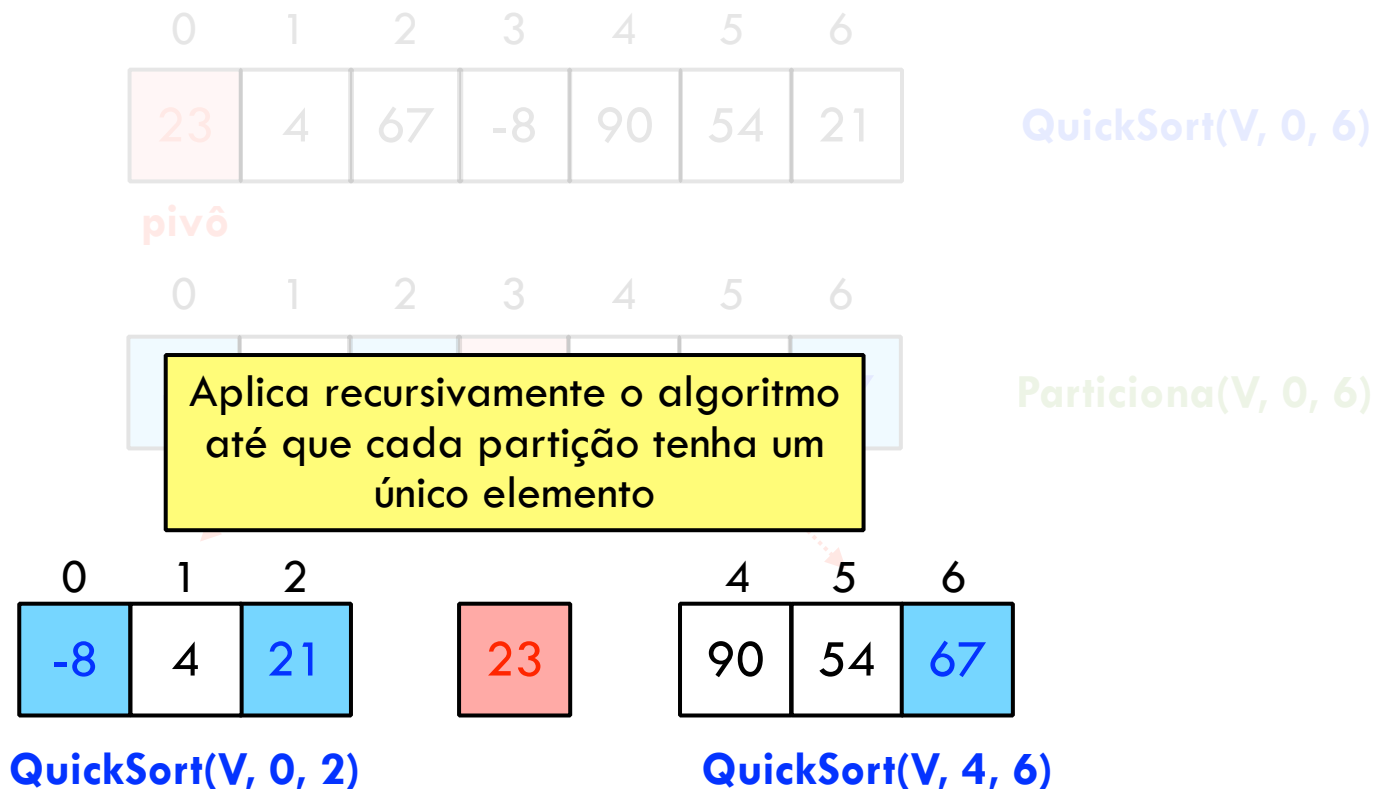 0 1 2 3 4 5 6
23 4 67 -8 90 54 21 QuickSort(V, 0, 6)
pivô
0 1 2 3 4 5 6
Particiona(V, 0, 6)
Aplica recursivamente o algoritmo
até que cada partição tenha um
único elemento
0 1 2 4 5 6
-8 4 21 23 90 54 67
QuickSort(V, 0, 2) QuickSort(V, 4, 6)